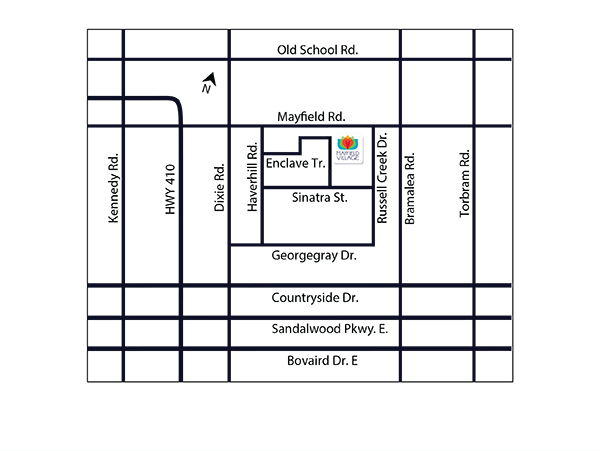 Old School Rd.
N
Mayfield Rd.
MAYFIELD
VILLAGE
Enclave Tr.
Kennedy Rd.
HWY 410
Dixie Rd.
Haverhill Rd.
Russell Creek Dr.
Bramalea Rd.
Torbram Rd.
Sinatra St.
Georgegray Dr.
Countryside Dr.
Sandalwood Pkwy. E.
Bovaird Dr. E